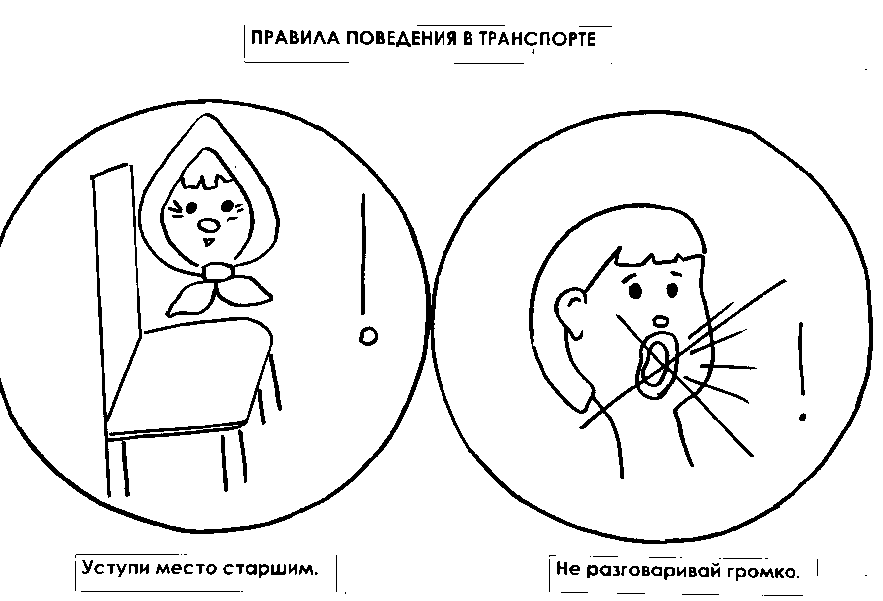 ПРАВИЛА ПОВЕДЕНИЯ В ТРАНСПОРТЕ
Уступи место старшим.
Не разговаривай громко.